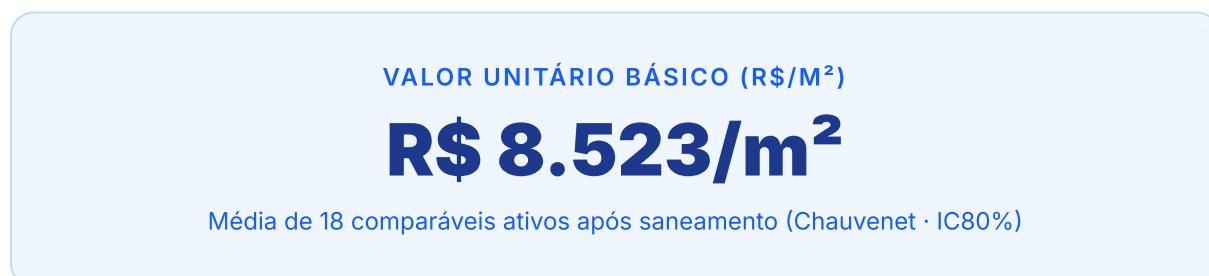 VALOR UNITÁRIO BÁSICO (R$/M²)
R$ 8.523/m²
Média de 18 comparáveis ativos após saneamento (Chauvenet · IC80%)